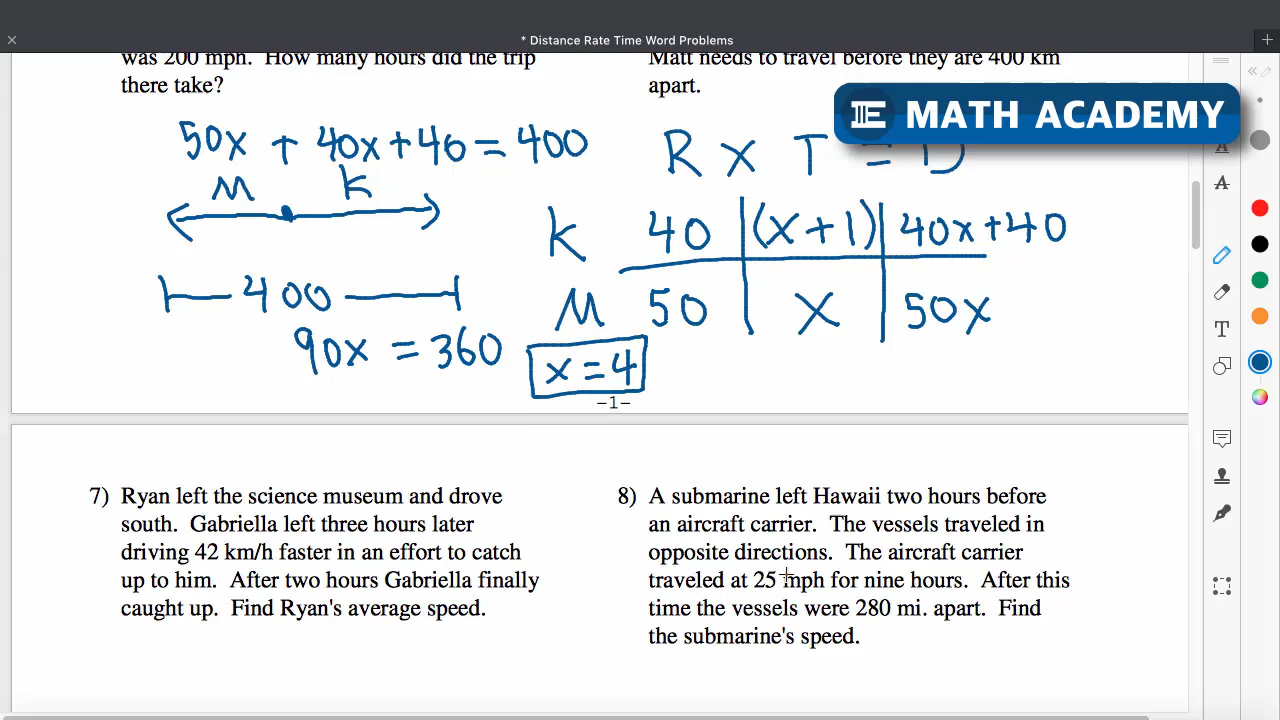 * Distance Rate Time Word Problems
was 200 mph. How many hours did the trip
there take?
Matt needs to travel before they are 400 km
apart.
MATH ACADEMY
50x + 40x + 40 = 400
M K
400
90x = 360
x = 4
R x T = D
K 40 (x + 1) 40x + 40
M 50 x 50x
-1-
7) Ryan left the science museum and drove
south. Gabriella left three hours later
driving 42 km/h faster in an effort to catch
up to him. After two hours Gabriella finally
caught up. Find Ryan's average speed.
8) A submarine left Hawaii two hours before
an aircraft carrier. The vessels traveled in
opposite directions. The aircraft carrier
traveled at 25 mph for nine hours. After this
time the vessels were 280 mi. apart. Find
the submarine's speed.